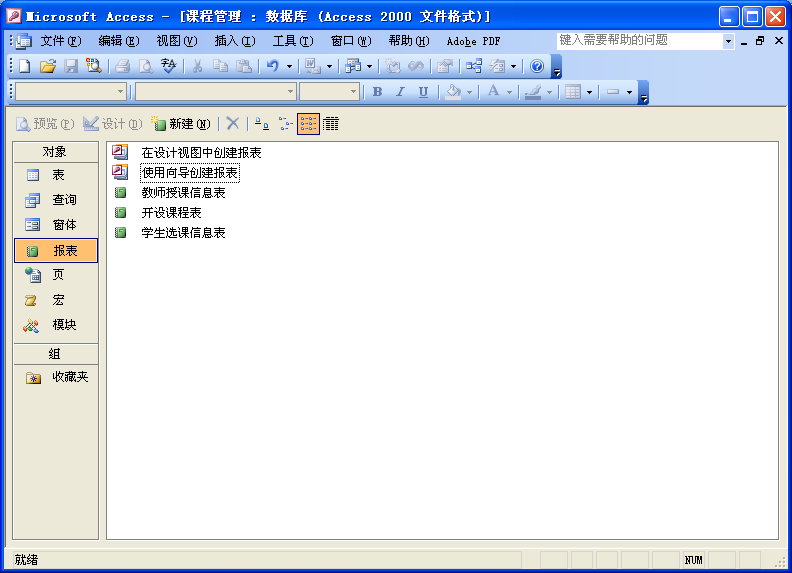 Microsoft Access - [课程管理 : 数据库 (Access 2000 文件格式)]
文件(F) 编辑(E) 视图(V) 插入(I) 工具(T) 窗口(W) 帮助(H) Adobe PDF 键入需要帮助的问题
B I U A
预览(P) 设计(D) 新建(N)
对象
表
查询
窗体
报表
页
宏
模块
组
收藏夹
在设计视图中创建报表
使用向导创建报表
教师授课信息表
开设课程表
学生选课信息表
就绪 NUM